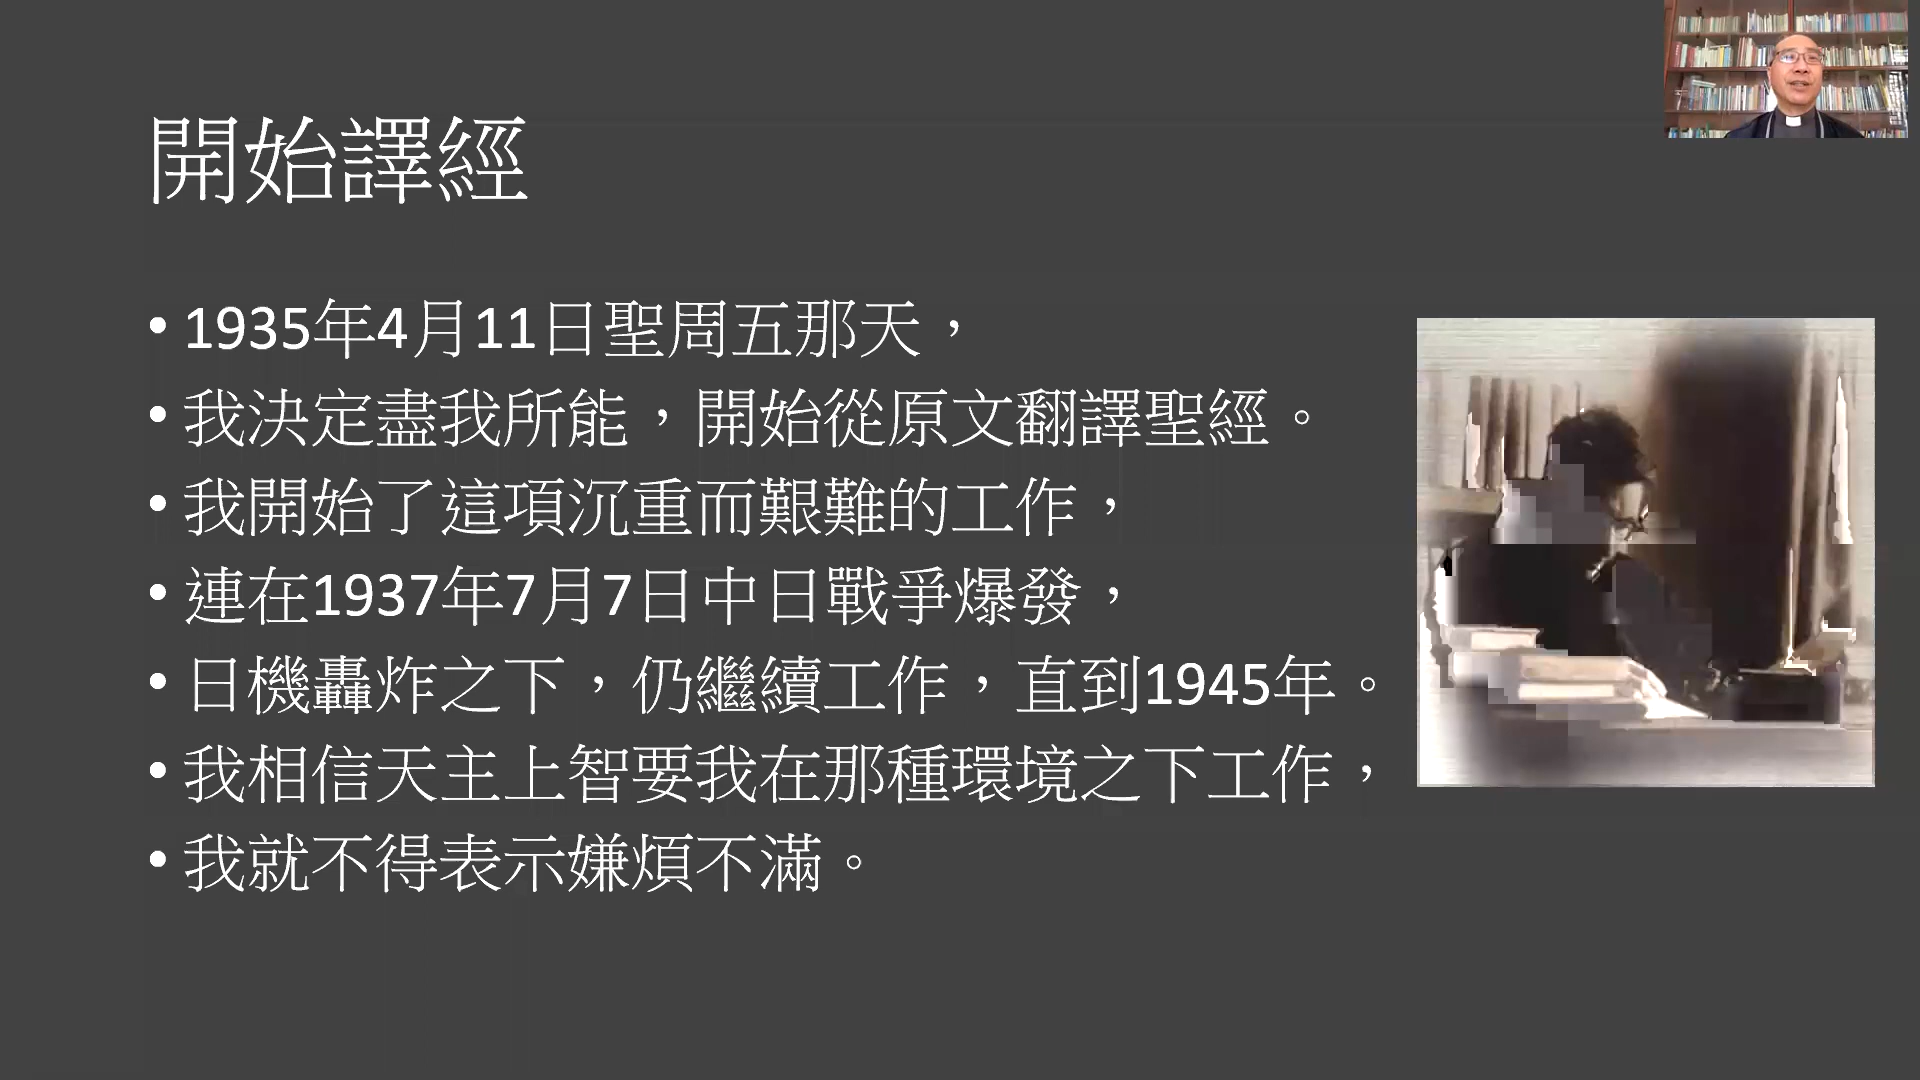 開始譯經
• 1935年4月11日聖周五那天，
• 我決定盡我所能，開始從原文翻譯聖經。
• 我開始了這項沉重而艱難的工作，
• 連在1937年7月7日中日戰爭爆發，
• 日機轟炸之下，仍繼續工作，直到1945年。
• 我相信天主上智要我在那種環境之下工作，
• 我就不得表示嫌煩不滿。